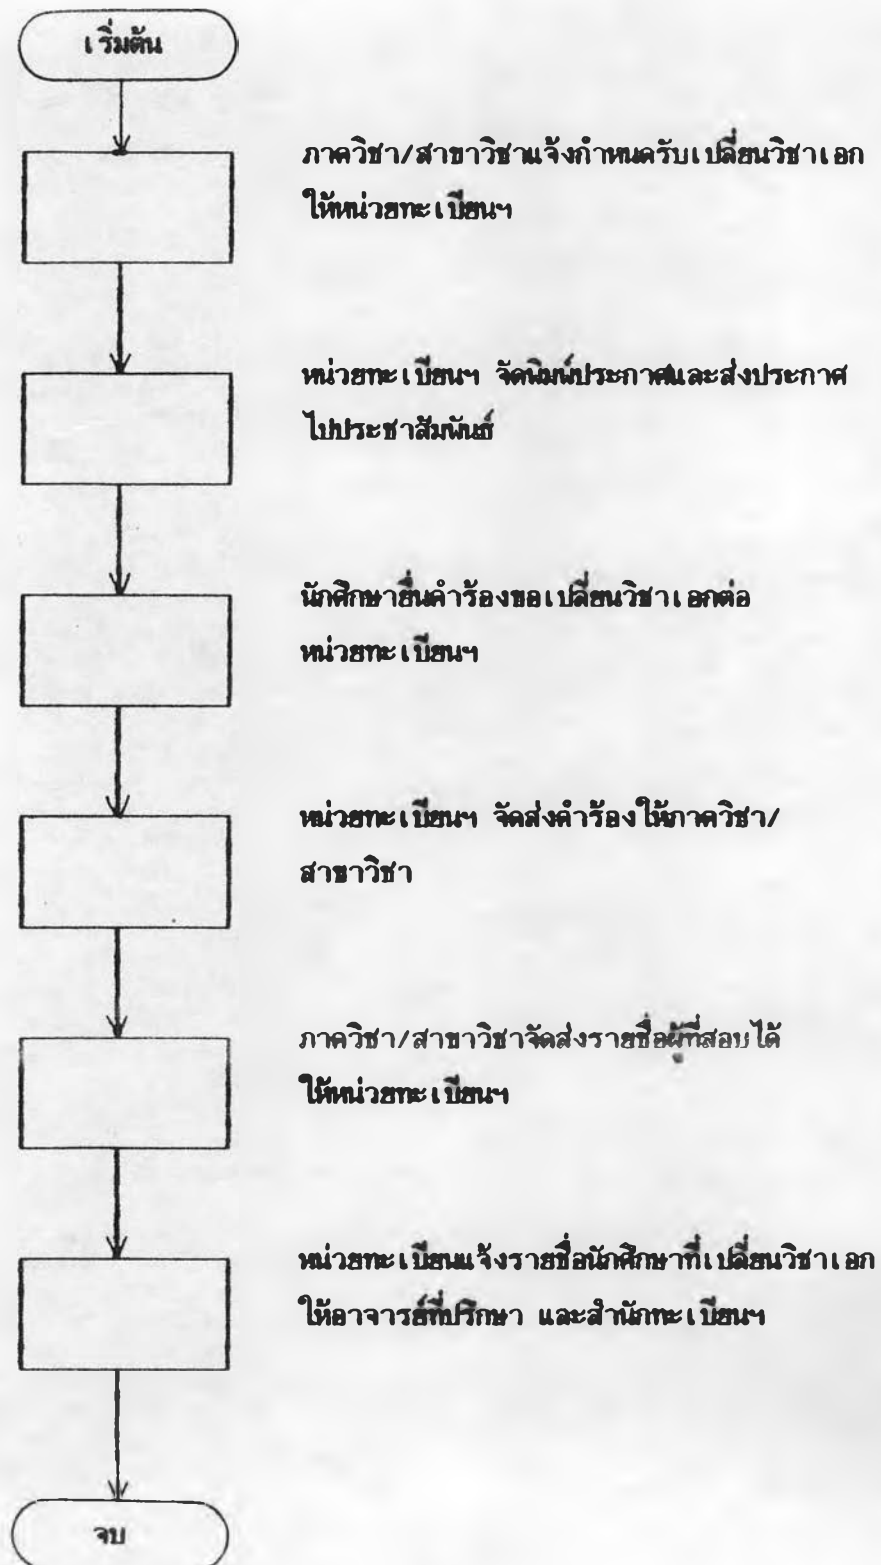 เริ่มต้น
ภาควิชา/สาขาวิชาแจ้งกำหนดรับเปลี่ยนวิชาเอก
ให้หน่วยทะเบียนฯ
หน่วยทะเบียนฯ จัดพิมพ์ประกาศและส่งประกาศ
ไปประชาสัมพันธ์
นักศึกษายื่นคำร้องขอเปลี่ยนวิชาเอกต่อ
หน่วยทะเบียนฯ
หน่วยทะเบียนฯ จัดส่งคำร้องให้ภาควิชา/
สาขาวิชา
ภาควิชา/สาขาวิชาจัดส่งรายชื่อผู้ที่สอบได้
ให้หน่วยทะเบียนฯ
หน่วยทะเบียนแจ้งรายชื่อนักศึกษาที่เปลี่ยนวิชาเอก
ให้อาจารย์ที่ปรึกษา และสำนักทะเบียนฯ
จบ